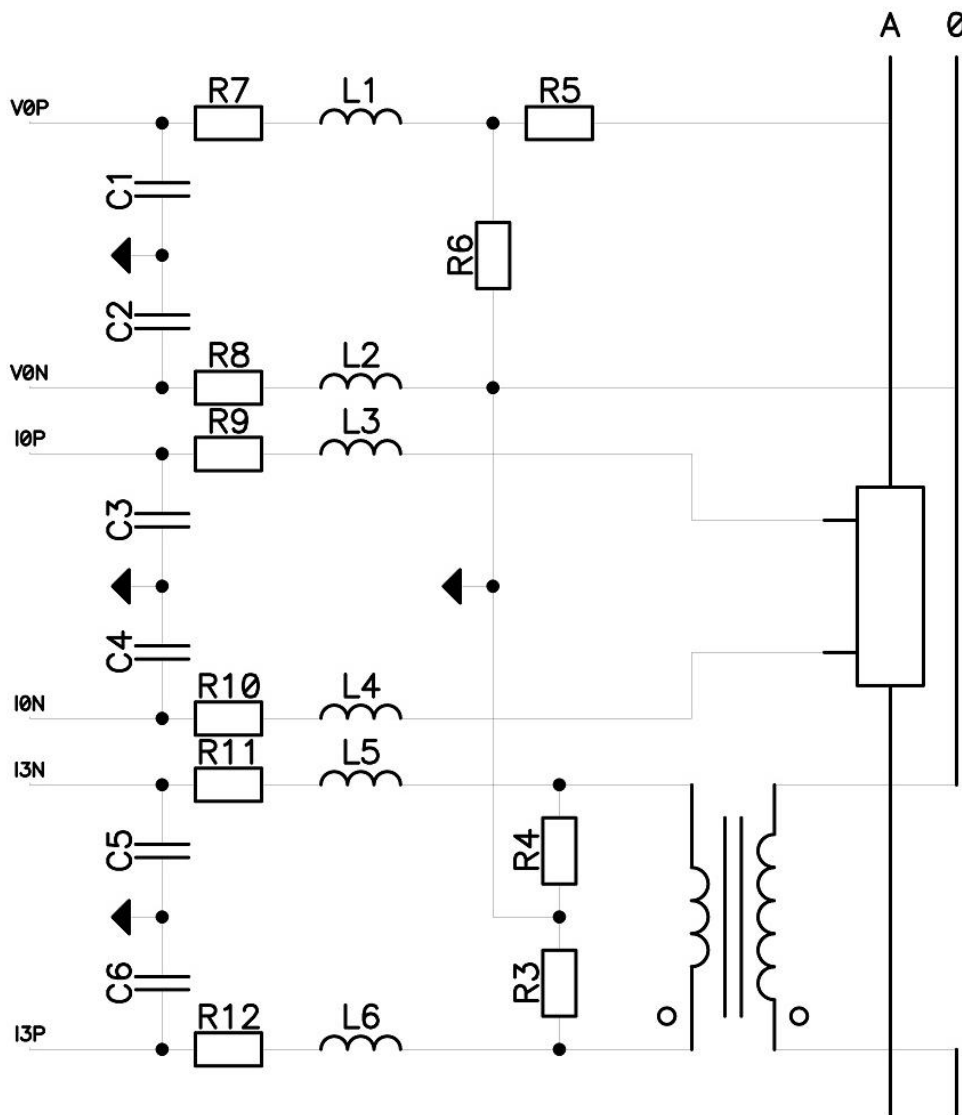 A 0
V0P R7 L1 R5
C1
R6
C2
V0N R8 L2
I0P R9 L3
C3
C4
I0N R10 L4
I3N R11 L5
C5 R4
C6 R3
I3P R12 L6